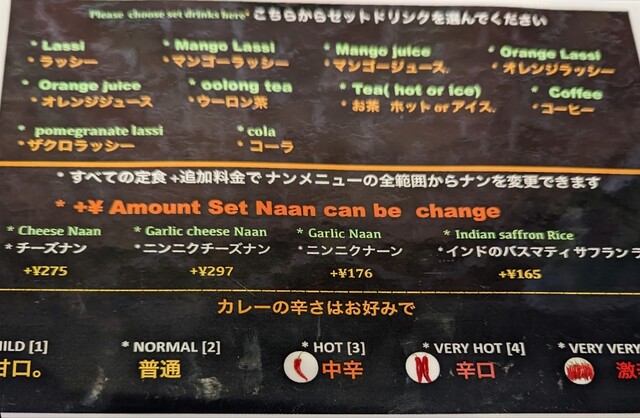 Please choose set drinks here* こちらからセットドリンクを選んでください
* Lassi * Mango Lassi * Mango juice * Orange Lassi
* ラッシー * マンゴーラッシー * マンゴージュース * オレンジラッシー
* Orange juice * oolong tea * Tea( hot or ice) * Coffee
* オレンジジュース * ウーロン茶 * お茶 ホット or アイス * コーヒー
* pomegranate lassi * cola
* ザクロラッシー * コーラ
* すべての定食 +追加料金で ナンメニューの全範囲からナンを変更できます
* +¥ Amount Set Naan can be change
* Cheese Naan * Garlic cheese Naan * Garlic Naan * Indian saffron Rice
* チーズナン * ニンニクチーズナン * ニンニクナーン * インドのバスマティ サフラン
+¥275 +¥297 +¥176 +¥165
カレーの辛さはお好みで
MILD [1] * NORMAL [2] * HOT [3] * VERY HOT [4] * VERY VERY
甘口。 普通 中辛 辛口 激辛